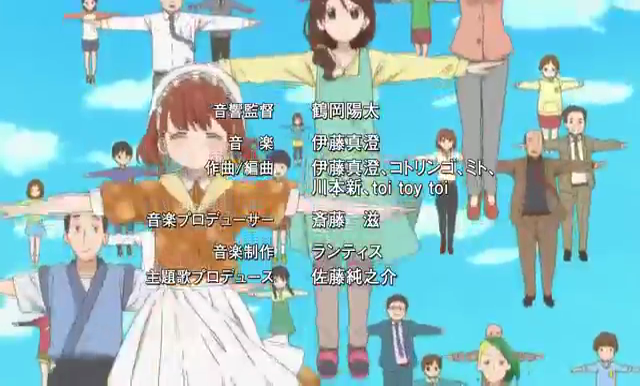 音響監督 鶴岡陽太
音 楽 伊藤真澄
作曲/編曲 伊藤真澄、コトリンゴ、ミト、
川本新、toi toy toi
音楽プロデューサー 斎藤 滋
音楽制作 ランティス
主題歌プロデュース 佐藤純之介